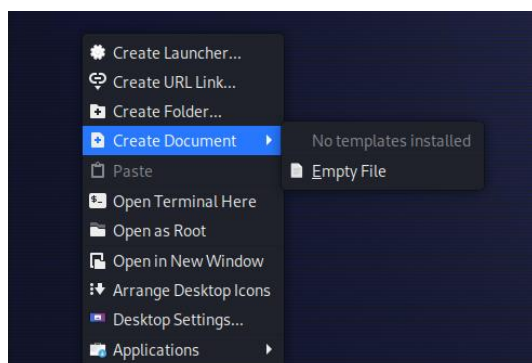 Create Launcher...
Create URL Link...
Create Folder...
Create Document
No templates installed
Paste
Empty File
Open Terminal Here
Open as Root
Open in New Window
Arrange Desktop Icons
Desktop Settings...
Applications